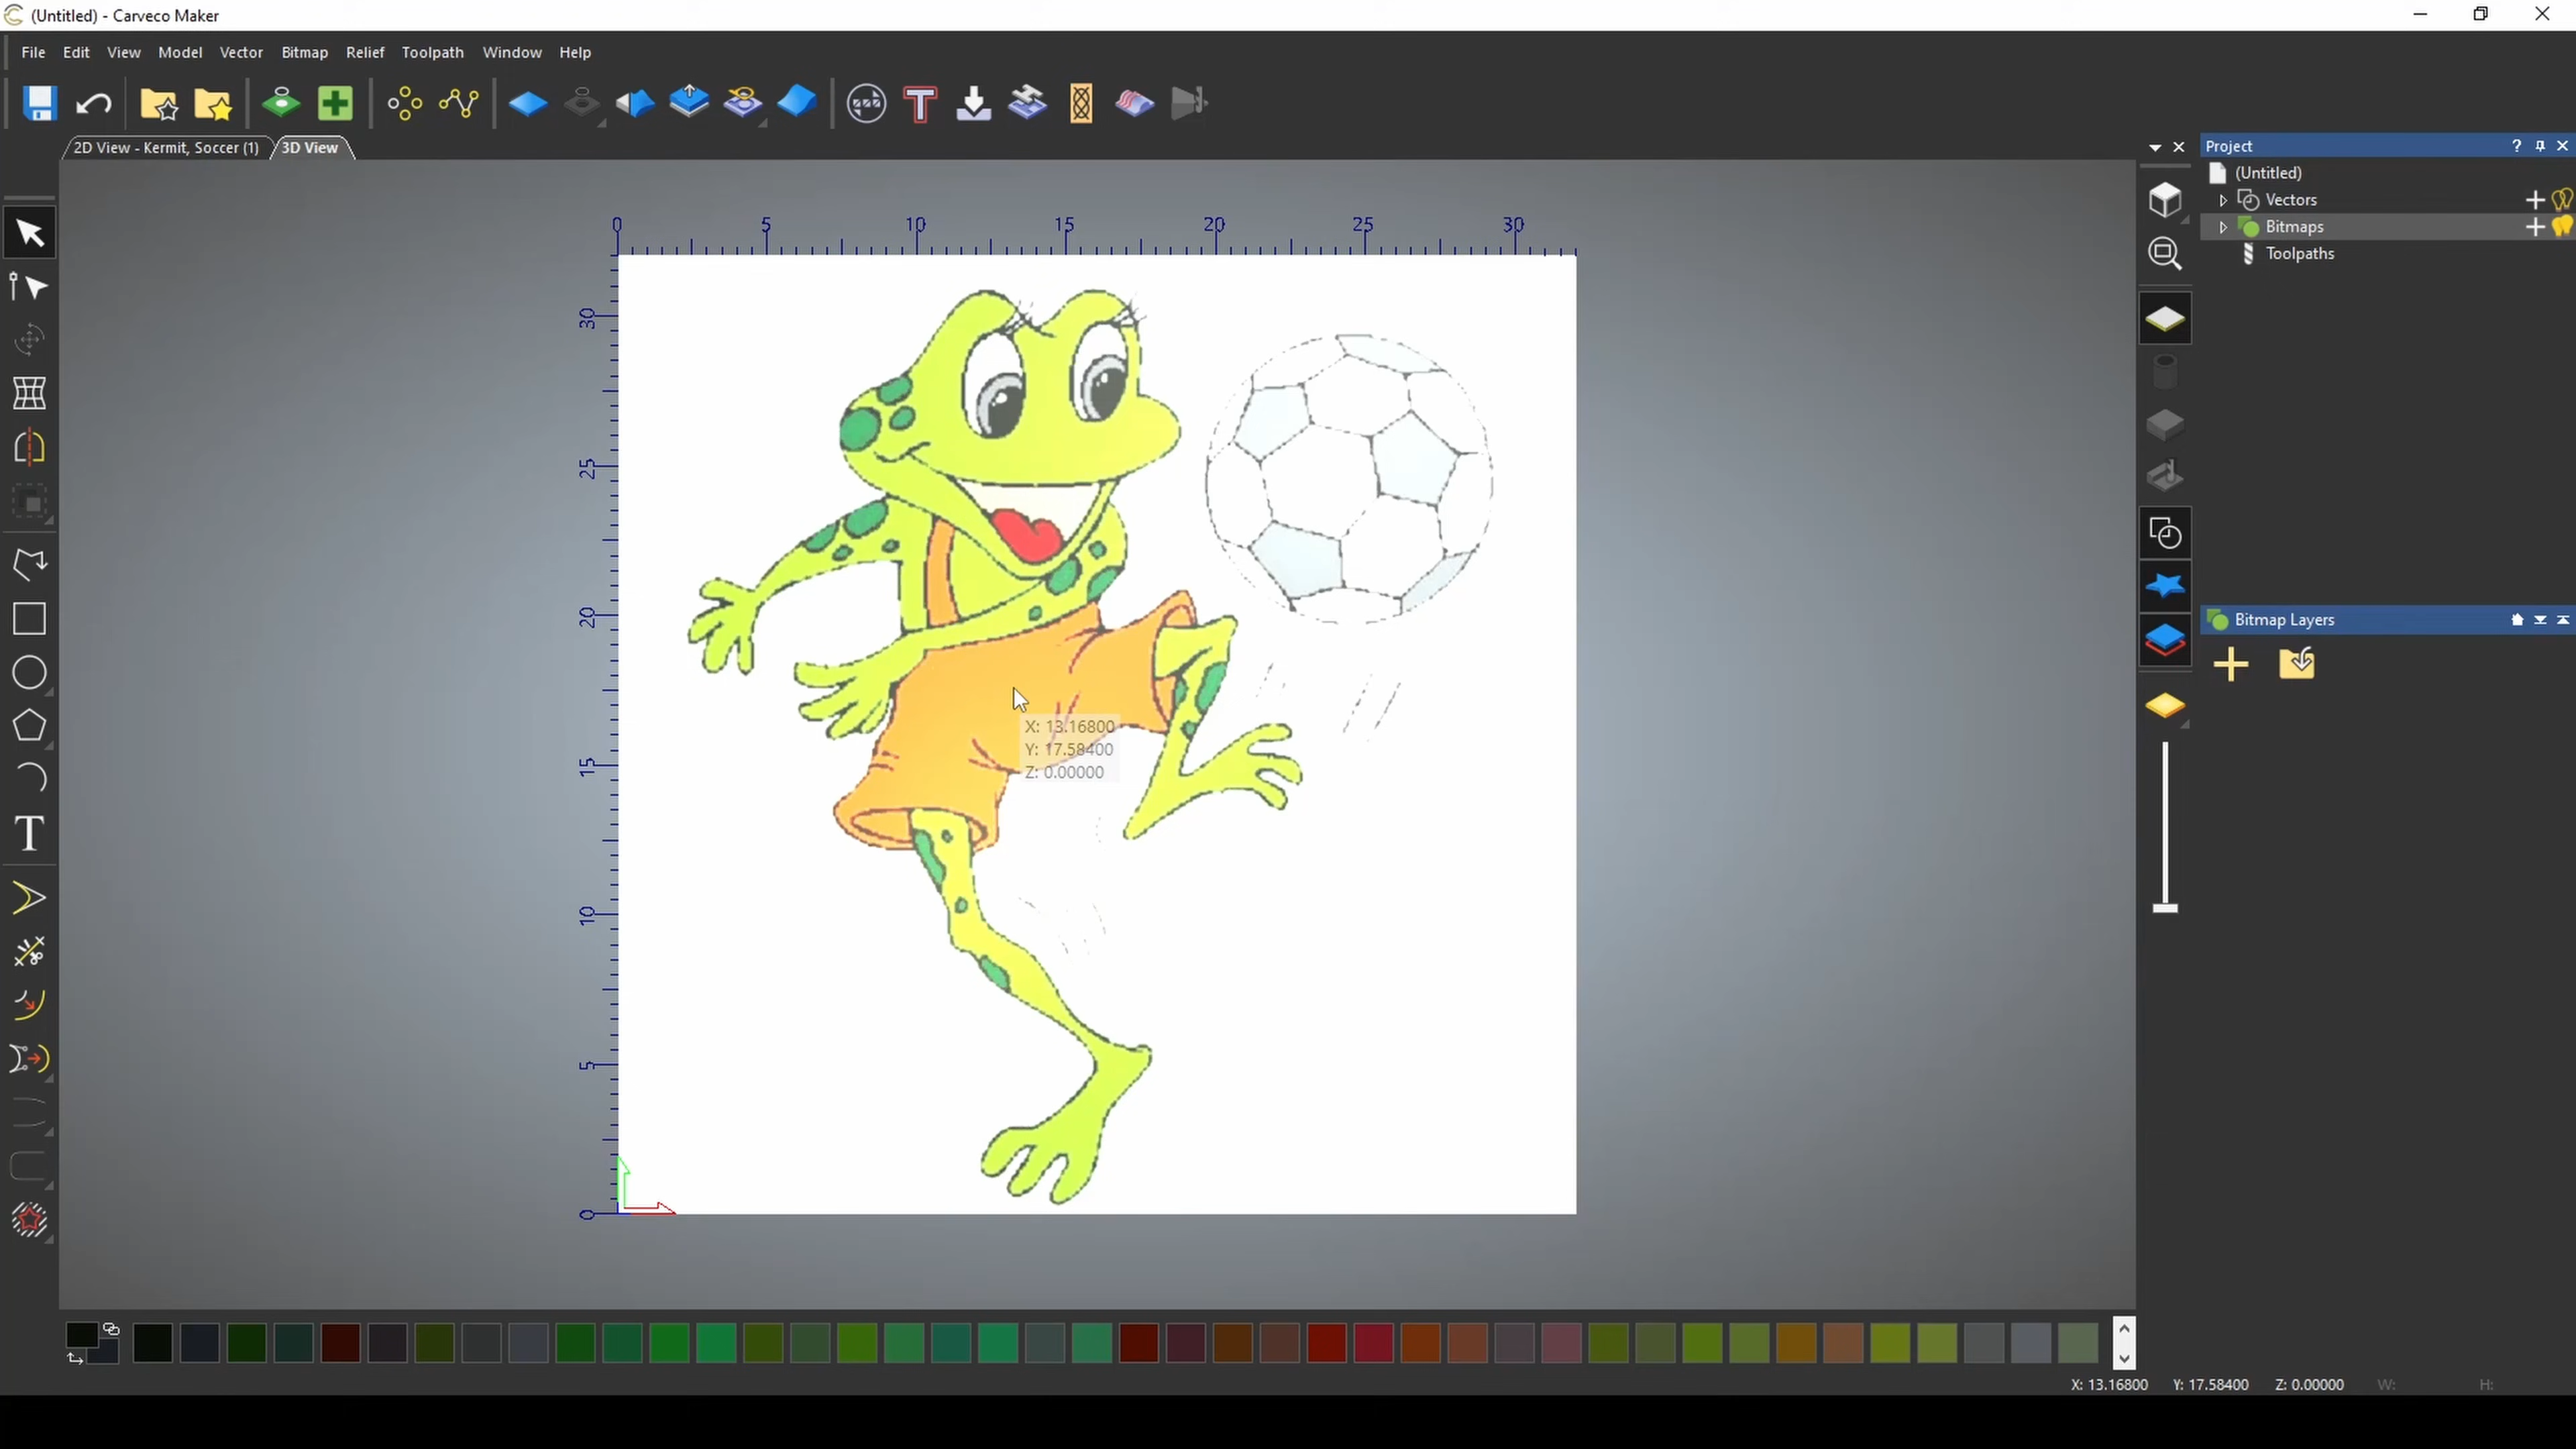 (Untitled) - Carveco Maker
File Edit View Model Vector Bitmap Relief Toolpath Window Help
2D View - Kermit, Soccer (1) 3D View
Project
(Untitled)
Vectors
Bitmaps
Toolpaths
0 5 10 15 20 25 30
30
25
20
15
10
5
0
X: 13.16800
Y: 17.58400
Z: 0.00000
Bitmap Layers
X: 13.16800 Y: 17.58400 Z: 0.00000 W: H: